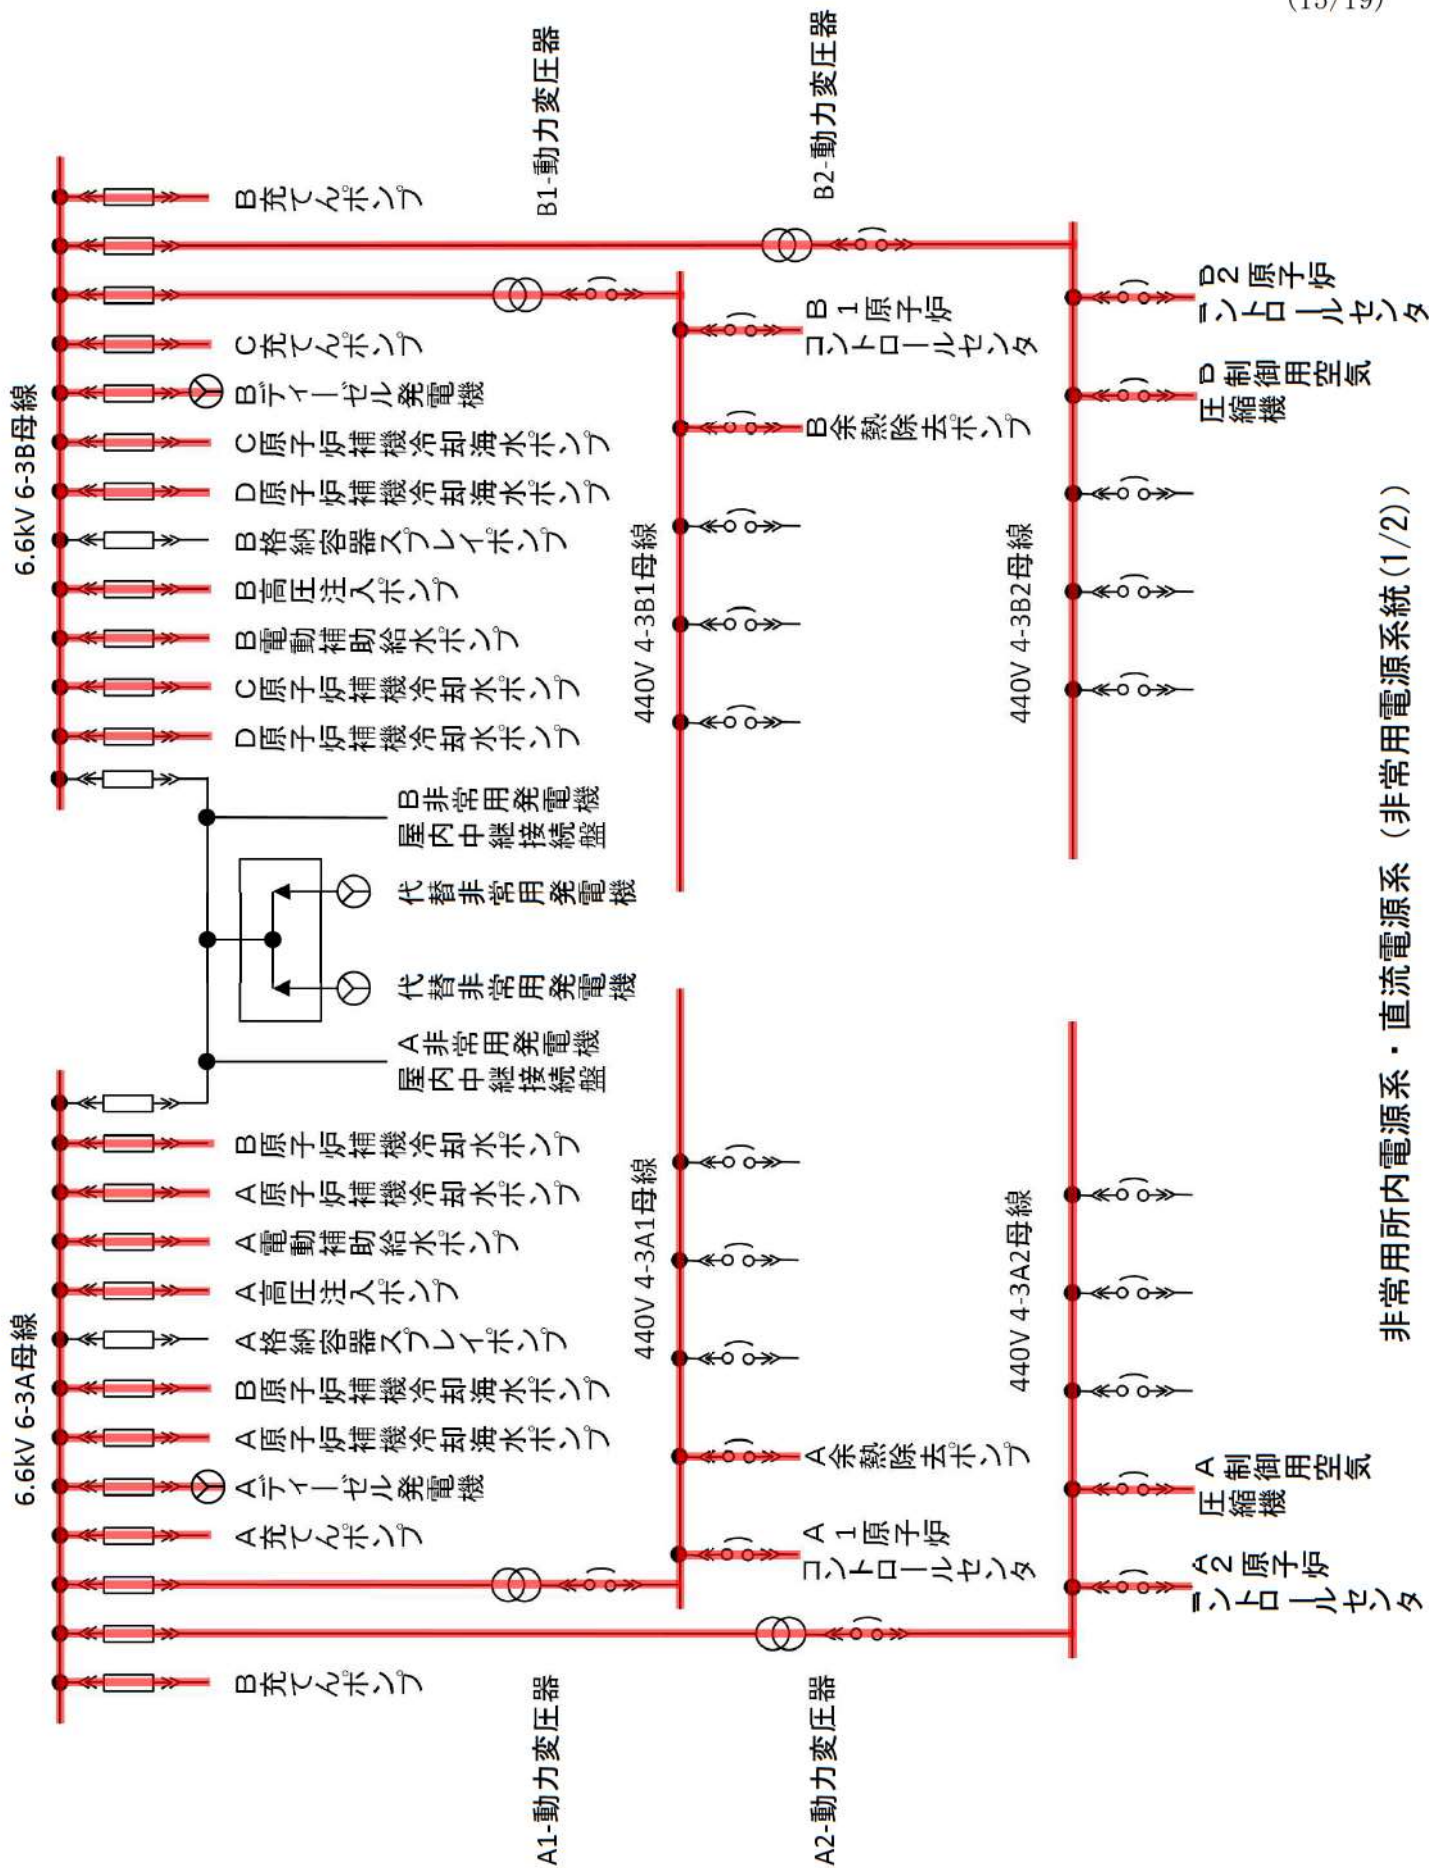 (15/19)
6.6kV 6-3A母線
6.6kV 6-3B母線
B充てんポンプ
A充てんポンプ
Aディーゼル発電機
A原子炉補機冷却海水ポンプ
B原子炉補機冷却海水ポンプ
A格納容器スプレイポンプ
A高圧注入ポンプ
A電動補助給水ポンプ
A原子炉補機冷却水ポンプ
B原子炉補機冷却水ポンプ
A非常用発電機
屋内中継接続盤
代替非常用発電機
代替非常用発電機
B非常用発電機
屋内中継接続盤
D原子炉補機冷却水ポンプ
C原子炉補機冷却水ポンプ
B電動補助給水ポンプ
B高圧注入ポンプ
B格納容器スプレイポンプ
D原子炉補機冷却海水ポンプ
C原子炉補機冷却海水ポンプ
Bディーゼル発電機
C充てんポンプ
B充てんポンプ
A1-動力変圧器
B1-動力変圧器
440V 4-3A1母線
440V 4-3B1母線
A1原子炉
コントロールセンタ
A余熱除去ポンプ
B余熱除去ポンプ
B1原子炉
コントロールセンタ
A2-動力変圧器
B2-動力変圧器
440V 4-3A2母線
440V 4-3B2母線
A2原子炉
コントロールセンタ
A制御用空気
圧縮機
B制御用空気
圧縮機
B2原子炉
コントロールセンタ
非常用所内電源系・直流電源系（非常用電源系統(1/2)）